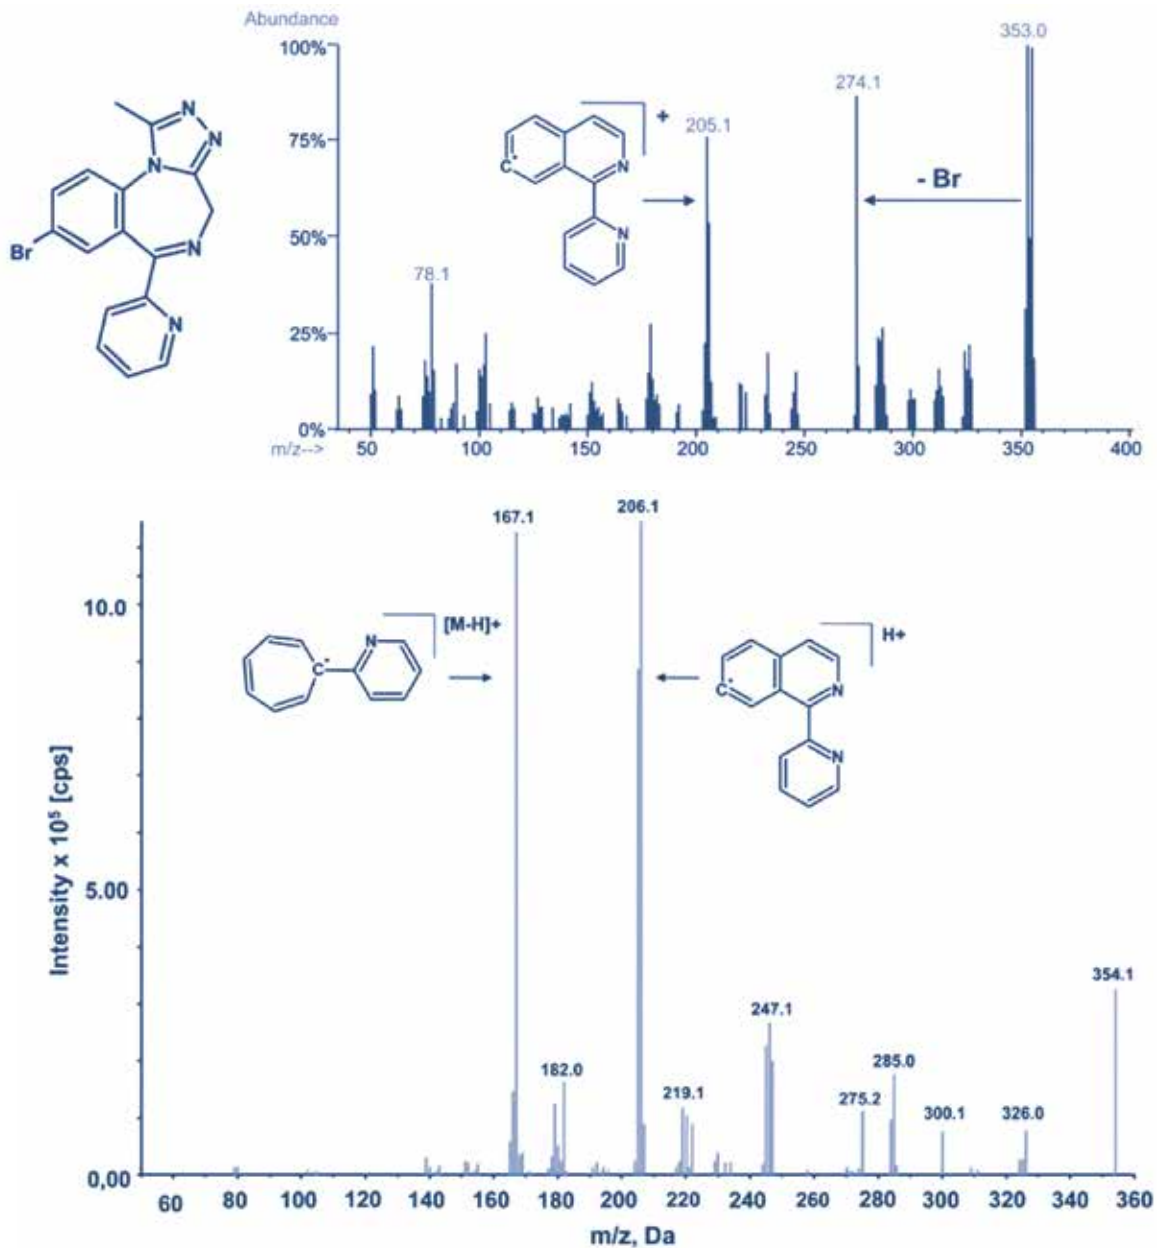 Abundance
100%
75%
50%
25%
0%
m/z-->
50 100 150 200 250 300 350 400
N
N
N
Br
N
N
+
C•
N
N
78.1
205.1
274.1
353.0
- Br
167.1
206.1
10.0
5.00
0,00
Intensity x 10⁵ [cps]
[M-H]+
N
C•
H+
C•
N
N
182.0
219.1
247.1
275.2
285.0
300.1
326.0
354.1
60 80 100 120 140 160 180 200 220 240 260 280 300 320 340 360
m/z, Da